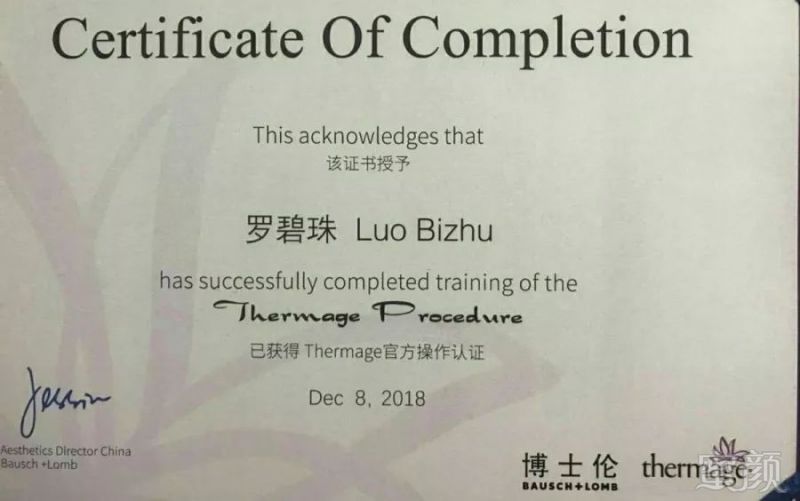 Certificate Of Completion
This acknowledges that
该证书授予
罗碧珠 Luo Bizhu
has successfully completed training of the
Thermage Procedure
已获得 Thermage官方操作认证
Dec 8, 2018
Aesthetics Director China
Bausch +Lomb
博士伦
BAUSCH+LOMB
thermage